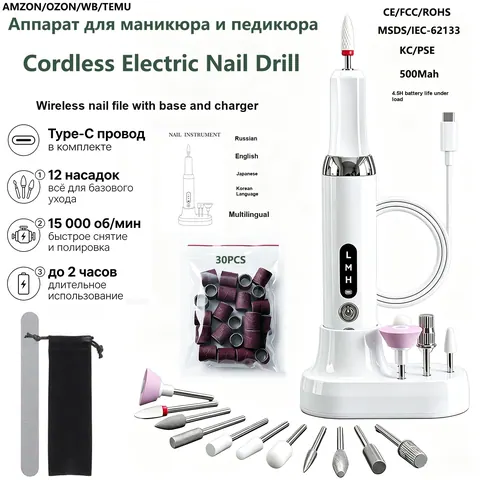 AMZON/OZON/WB/TEMU
Аппарат для маникюра и педикюра
Cordless Electric Nail Drill
CE/FCC/ROHS
MSDS/IEC-62133
KC/PSE
500Mah
4.5H battery life under
load
Wireless nail file with base and charger
Type-C провод
в комплекте
1
12 насадок
всё для базового
ухода
2
15 000 об/мин
быстрое снятие
и полировка
3
до 2 часов
длительное
использование
NAIL INSTRUMENT
Russian
English
Japanese
Korean
Language
Multilingual
30PCS
L
M
H